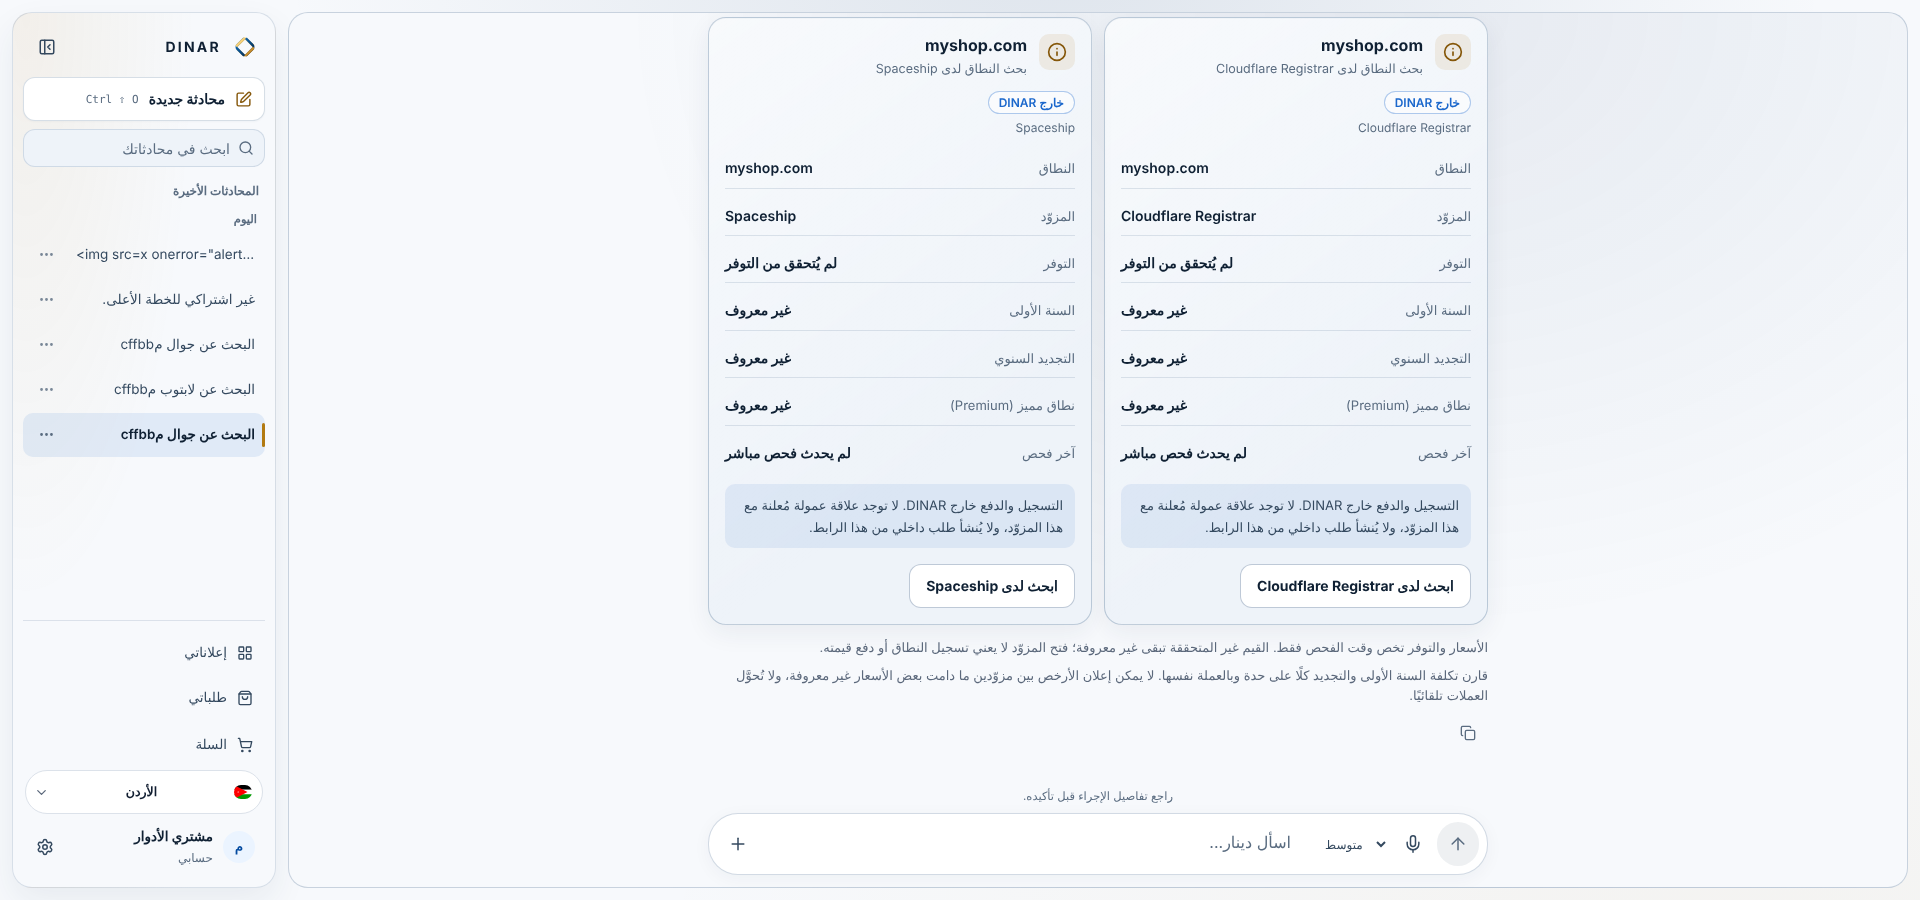 DINAR
محادثة جديدة Ctrl ⇧ O
ابحث في محادثاتك
المحادثات الأخيرة
اليوم
<img src=x onerror="alert...
غير اشتراكي للخطة الأعلى.
البحث عن جوال مcffbb
البحث عن لابتوب مcffbb
البحث عن جوال مcffbb
إعلاناتي
طلباتي
السلة
الأردن
م
مشتري الأدوار
حسابي
myshop.com
بحث النطاق لدى Cloudflare Registrar
خارج DINAR
Cloudflare Registrar
النطاق myshop.com
المزوّد Cloudflare Registrar
التوفر لم يُتحقق من التوفر
السنة الأولى غير معروف
التجديد السنوي غير معروف
نطاق مميز (Premium) غير معروف
آخر فحص لم يحدث فحص مباشر
التسجيل والدفع خارج DINAR. لا توجد علاقة عمولة مُعلنة مع
هذا المزوّد، ولا يُنشأ طلب داخلي من هذا الرابط.
ابحث لدى Cloudflare Registrar
myshop.com
بحث النطاق لدى Spaceship
خارج DINAR
Spaceship
النطاق myshop.com
المزوّد Spaceship
التوفر لم يُتحقق من التوفر
السنة الأولى غير معروف
التجديد السنوي غير معروف
نطاق مميز (Premium) غير معروف
آخر فحص لم يحدث فحص مباشر
التسجيل والدفع خارج DINAR. لا توجد علاقة عمولة مُعلنة مع
هذا المزوّد، ولا يُنشأ طلب داخلي من هذا الرابط.
ابحث لدى Spaceship
الأسعار والتوفر تخص وقت الفحص فقط. القيم غير المتحققة تبقى غير معروفة؛ فتح المزوّد لا يعني تسجيل النطاق أو دفع قيمته.
قارن تكلفة السنة الأولى والتجديد كلًا على حدة وبالعملة نفسها. لا يمكن إعلان الأرخص بين مزوّدين ما دامت بعض الأسعار غير معروفة، ولا تُحوَّل
العملات تلقائيًا.
راجع تفاصيل الإجراء قبل تأكيده.
متوسط
اسأل دينار...